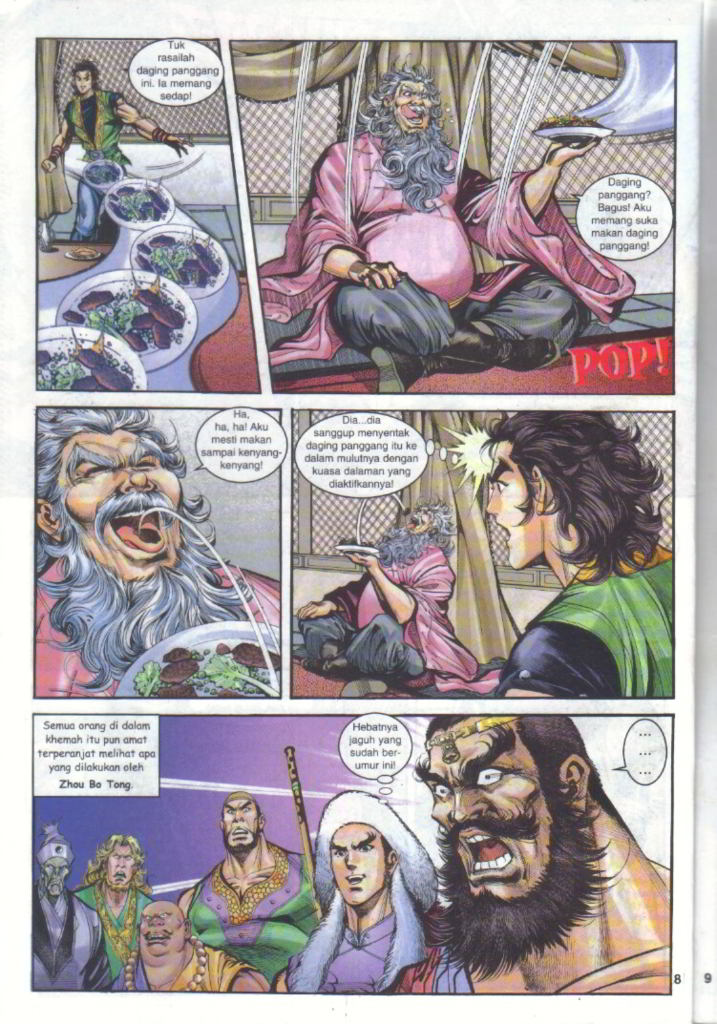 Tuk
rasailah
daging panggang
ini. Ia memang
sedap!
Daging
panggang?
Bagus! Aku
memang suka
makan daging
panggang!
POP!
Ha,
ha, ha! Aku
mesti makan
sampai kenyang-
kenyang!
Dia...dia
sanggup menyentak
daging panggang itu ke
dalam mulutnya dengan
kuasa dalaman yang
diaktifkannya!
Semua orang di dalam
khemah itu pun amat
terperanjat melihat apa
yang dilakukan oleh
Zhou Bo Tong.
Hebatnya
jaguh yang
sudah ber-
umur ini!
...
...
...
8
9